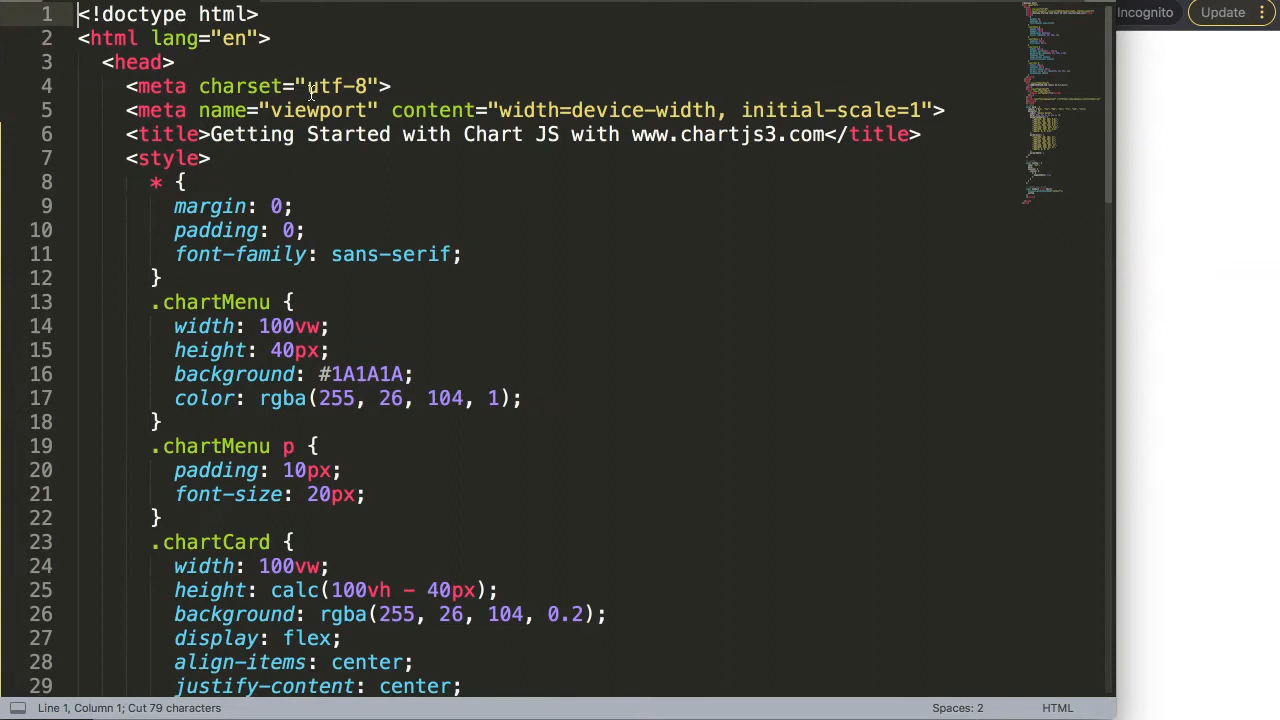 Incognito Update
1 <!doctype html>
2 <html lang="en">
3 <head>
4 <meta charset="utf-8">
5 <meta name="viewport" content="width=device-width, initial-scale=1">
6 <title>Getting Started with Chart JS with www.chartjs3.com</title>
7 <style>
8 * {
9 margin: 0;
10 padding: 0;
11 font-family: sans-serif;
12 }
13 .chartMenu {
14 width: 100vw;
15 height: 40px;
16 background: #1A1A1A;
17 color: rgba(255, 26, 104, 1);
18 }
19 .chartMenu p {
20 padding: 10px;
21 font-size: 20px;
22 }
23 .chartCard {
24 width: 100vw;
25 height: calc(100vh - 40px);
26 background: rgba(255, 26, 104, 0.2);
27 display: flex;
28 align-items: center;
29 justify-content: center;
Line 1, Column 1; Cut 79 characters Spaces: 2 HTML